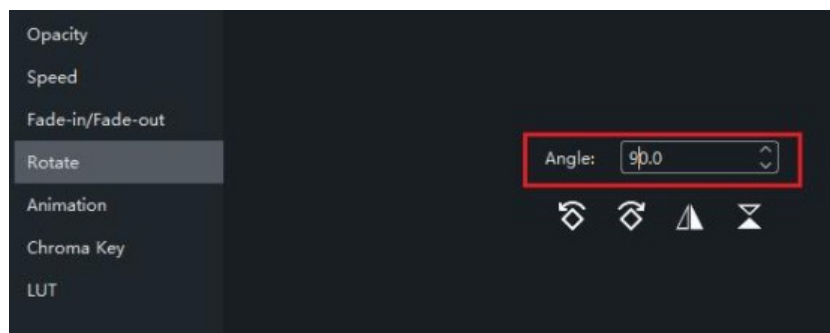 Opacity
Speed
Fade-in/Fade-out
Rotate
Angle: 90.0
Animation
Chroma Key
LUT